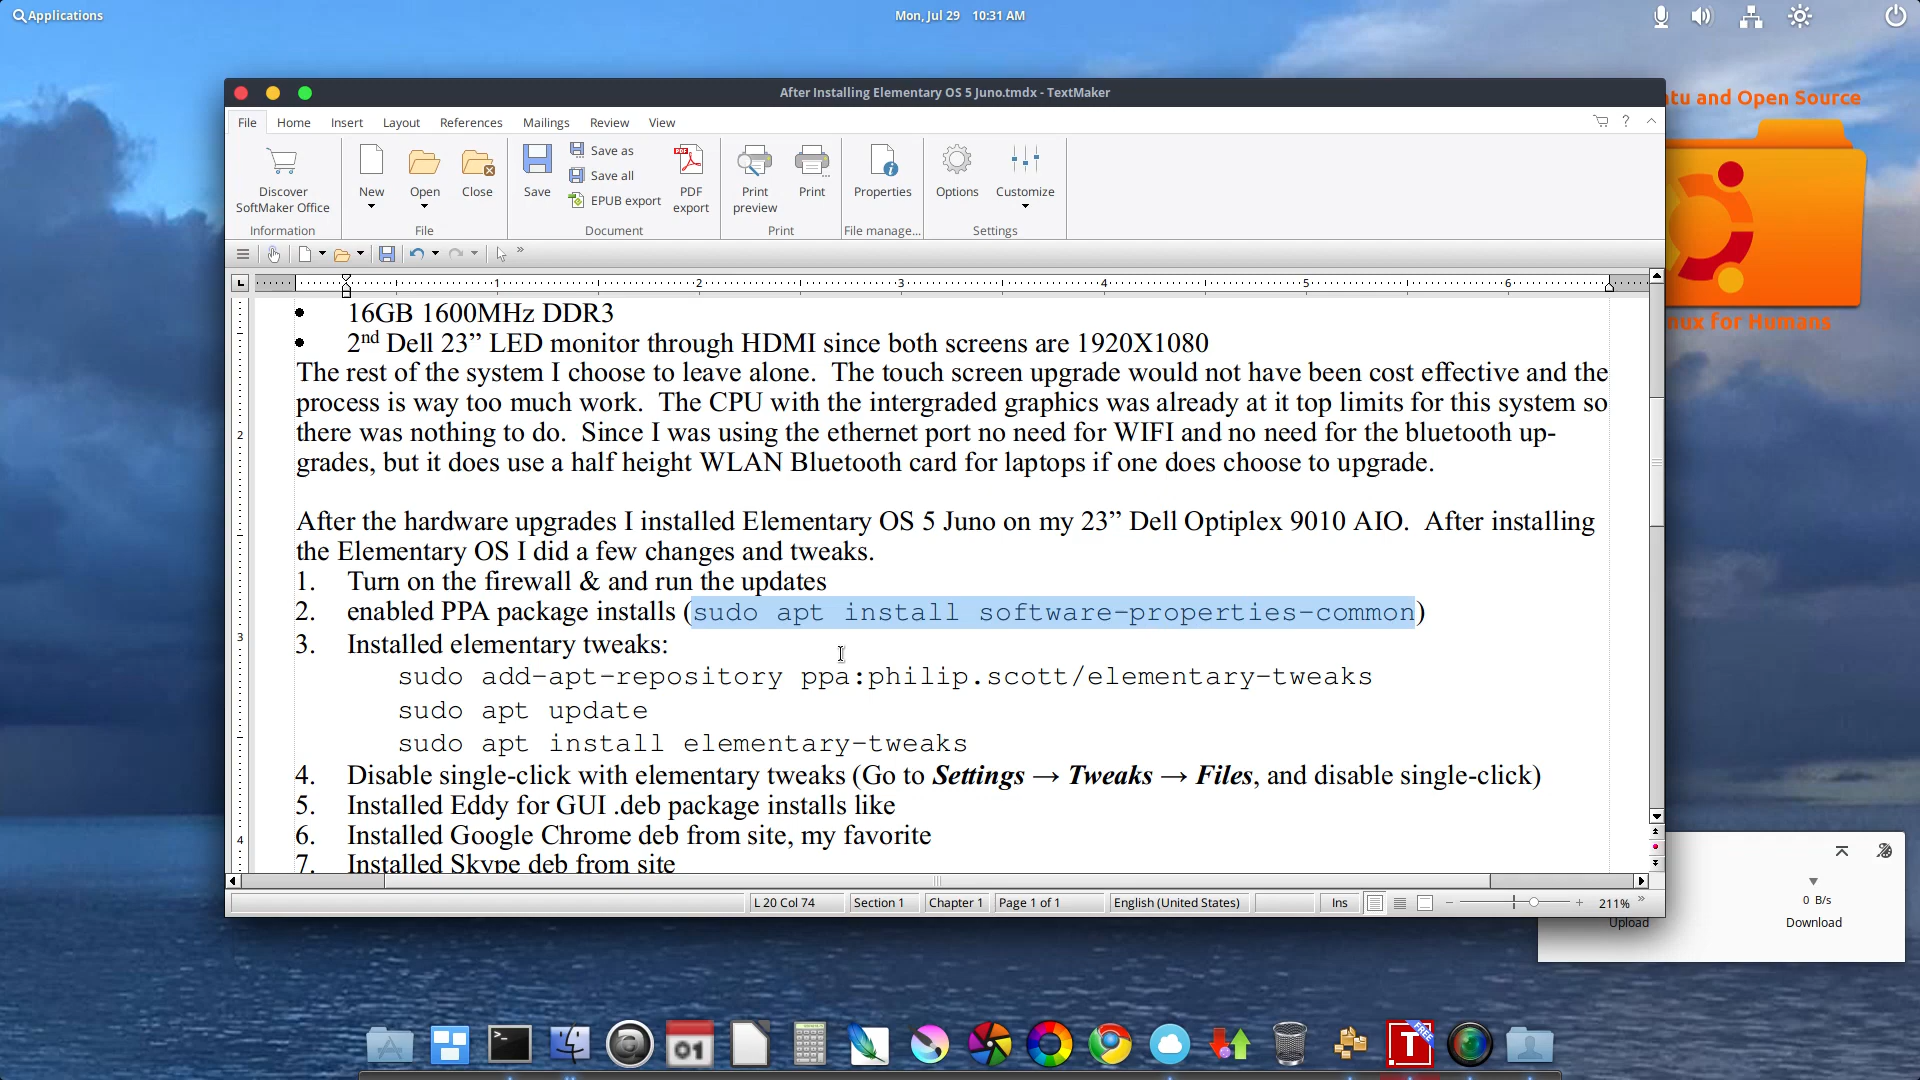 Applications
Mon, Jul 29 10:31 AM
After Installing Elementary OS 5 Juno.tmdx - TextMaker
File Home Insert Layout References Mailings Review View
?
Discover
SoftMaker Office
Information
New
Open
Close
File
Save
Save as
Save all
EPUB export
PDF
PDF
export
Document
Print
preview
Print
Print
Properties
File manage...
Options
Customize
Settings
L
1 2 3 4 5 6
2
3
4
• 16GB 1600MHz DDR3
• 2nd Dell 23” LED monitor through HDMI since both screens are 1920X1080
The rest of the system I choose to leave alone. The touch screen upgrade would not have been cost effective and the
process is way too much work. The CPU with the intergraded graphics was already at it top limits for this system so
there was nothing to do. Since I was using the ethernet port no need for WIFI and no need for the bluetooth up-
grades, but it does use a half height WLAN Bluetooth card for laptops if one does choose to upgrade.
After the hardware upgrades I installed Elementary OS 5 Juno on my 23” Dell Optiplex 9010 AIO. After installing
the Elementary OS I did a few changes and tweaks.
1. Turn on the firewall & and run the updates
2. enabled PPA package installs (sudo apt install software-properties-common)
3. Installed elementary tweaks:
sudo add-apt-repository ppa:philip.scott/elementary-tweaks
sudo apt update
sudo apt install elementary-tweaks
4. Disable single-click with elementary tweaks (Go to Settings → Tweaks → Files, and disable single-click)
5. Installed Eddy for GUI .deb package installs like
6. Installed Google Chrome deb from site, my favorite
7. Installed Skype deb from site
L 20 Col 74 Section 1 Chapter 1 Page 1 of 1 English (United States) Ins 211%
tu and Open Source
nux for Humans
0 B/s
Upload Download
01
T
FREE